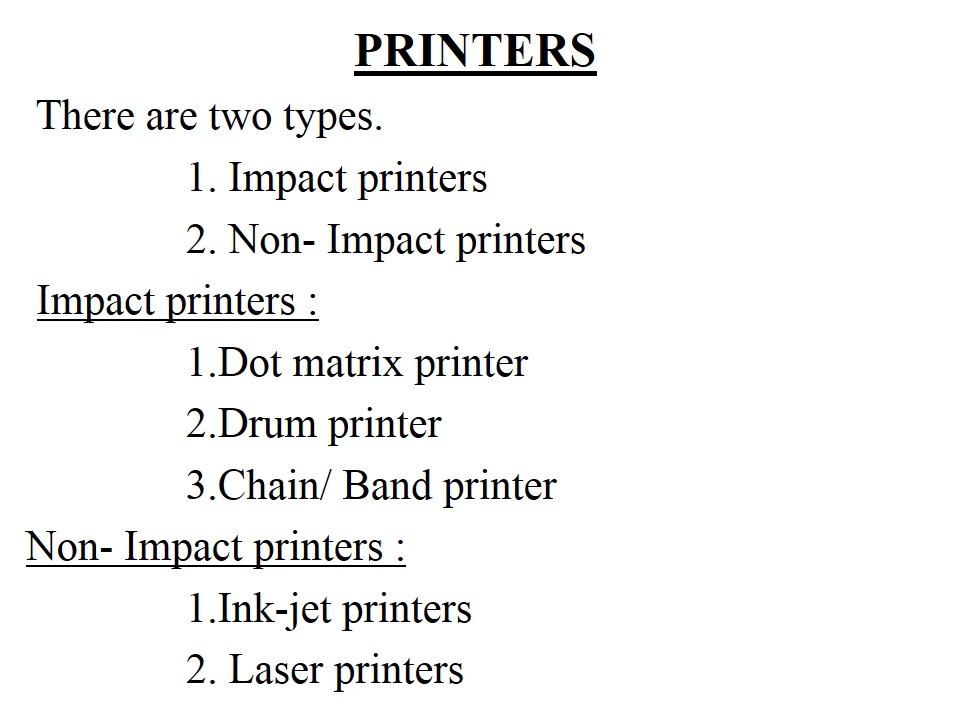 PRINTERS
There are two types.
1. Impact printers
2. Non- Impact printers
Impact printers :
1.Dot matrix printer
2.Drum printer
3.Chain/ Band printer
Non- Impact printers :
1.Ink-jet printers
2. Laser printers